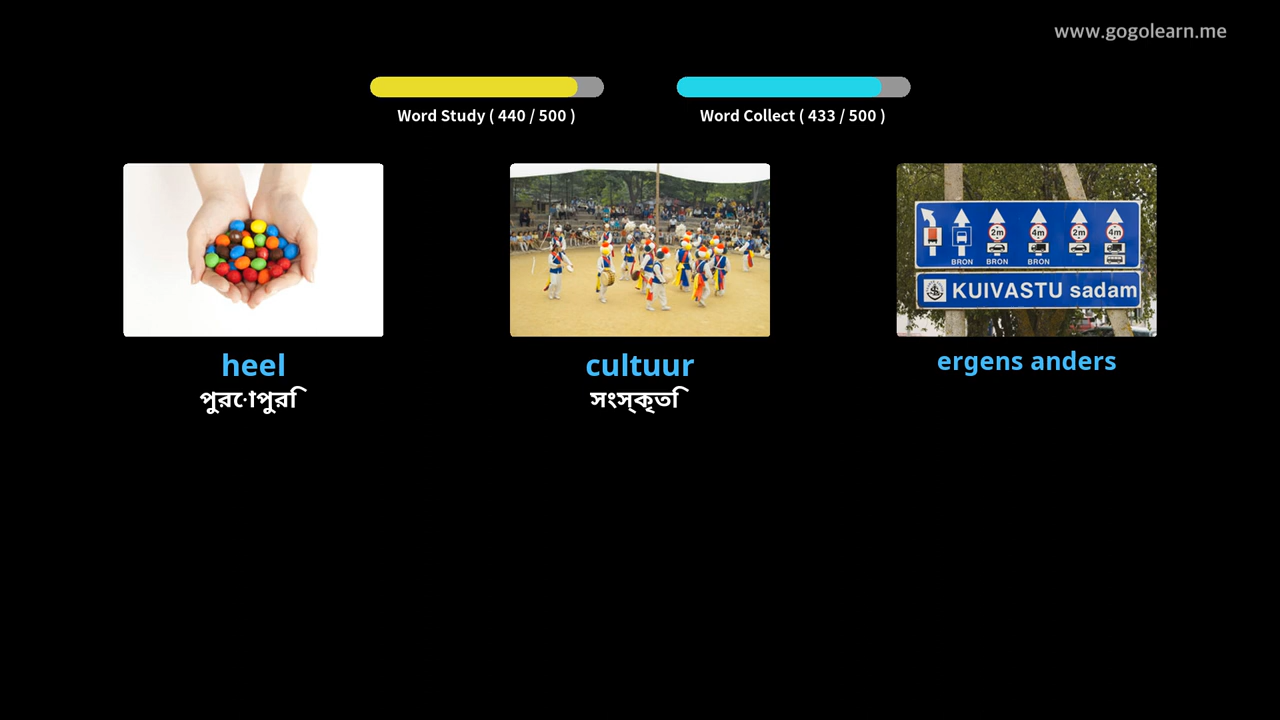 www.gogolearn.me
Word Study ( 440 / 500 )
Word Collect ( 433 / 500 )
BRON BRON BRON
2m 4m 2m 4m
KUIVASTU sadam
heel
পুরোপুরি
cultuur
সংস্কৃতি
ergens anders